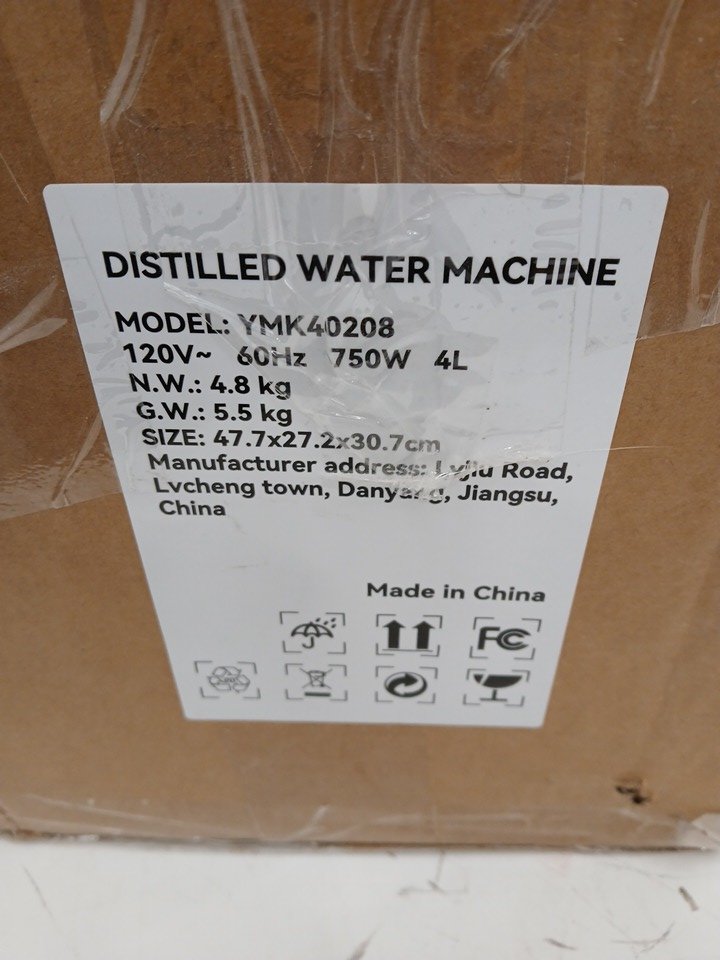 DISTILLED WATER MACHINE
MODEL: YMK40208
120V~ 60Hz 750W 4L
N.W.: 4.8 kg
G.W.: 5.5 kg
SIZE: 47.7x27.2x30.7cm
Manufacturer address: Lvjiu Road,
Lvcheng town, Danyang, Jiangsu,
China
Made in China
FC